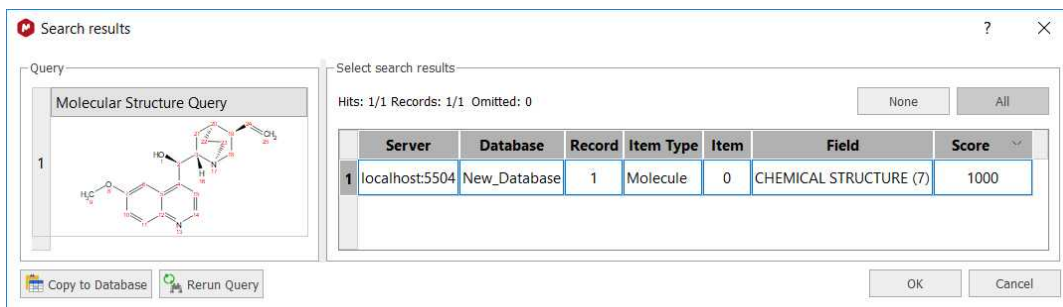 Search results
?
Query
Molecular Structure Query
1
HO
H
N
O
H₃C
CH₂
N
Select search results
Hits: 1/1 Records: 1/1 Omitted: 0
None
All
Server Database Record Item Type Item Field Score
1 localhost:5504 New_Database 1 Molecule 0 CHEMICAL STRUCTURE (7) 1000
Copy to Database
Rerun Query
OK
Cancel